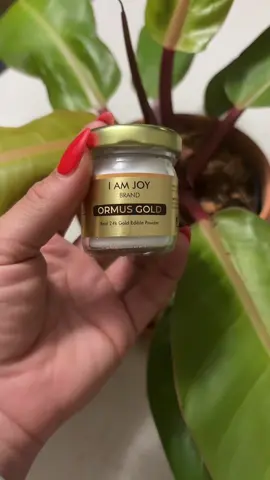 I AM JOY
BRAND
ORMUS GOLD
Real 24k Gold Edible Powder